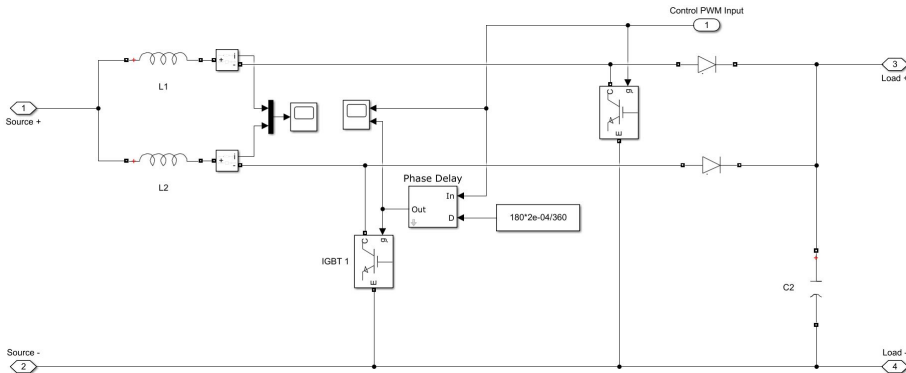 Control PWM Input
1
3
Load +
L1
+
i
-
C
g
E
1
Source +
L2
+
i
-
Phase Delay
In
Out
D
180*2e-04/360
C
g
E
IGBT 1
C2
Source -
2
Load -
4